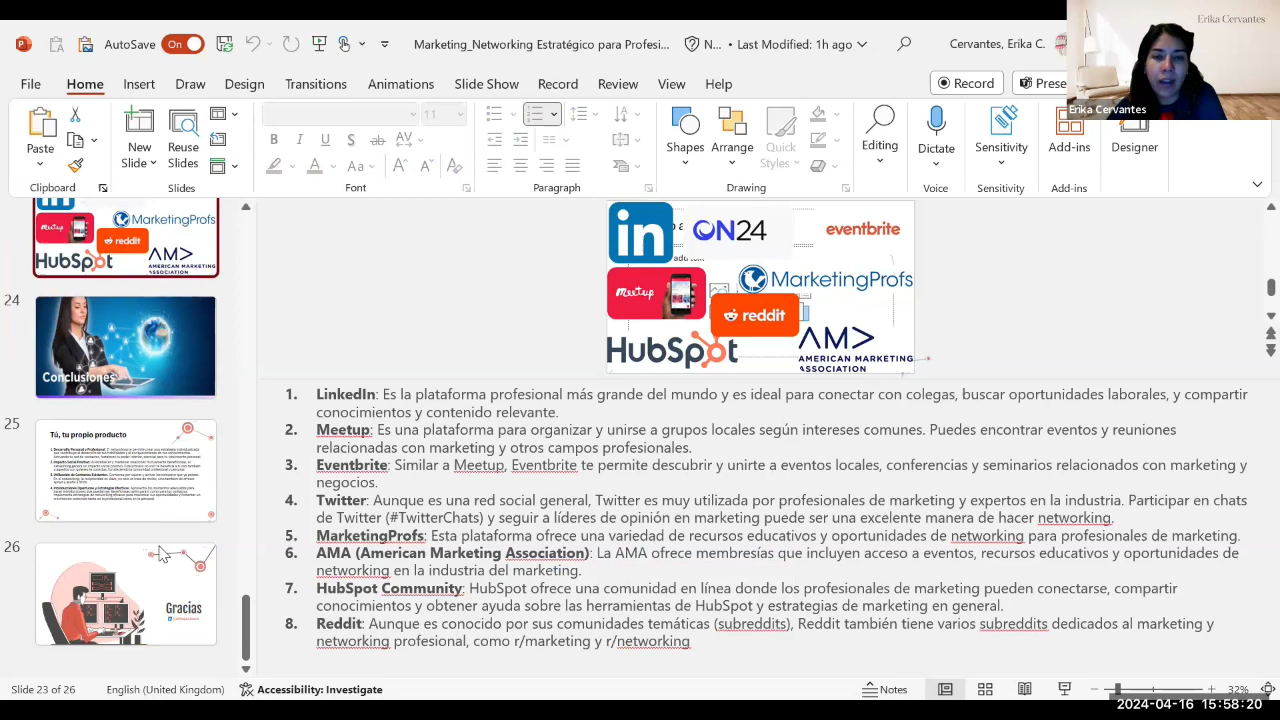 Erika Cervantes
AutoSave On
Marketing_Networking Estratégico para Profesi...
N... • Last Modified: 1h ago
Cervantes, Erika C.
File Home Insert Draw Design Transitions Animations Slide Show Record Review View Help
Record
Prese
Erika Cervantes
Paste
New Slide
Reuse Slides
Shapes
Arrange
Quick Styles
Editing
Dictate
Sensitivity
Add-ins
Designer
Clipboard
Slides
Font
Paragraph
Drawing
Voice
Sensitivity
Add-ins
MarketingProfs
meetup
reddit
HubSpot
AMA
AMERICAN MARKETING
ASSOCIATION
24
Conclusiones
25
Tú, tu propio producto
26
Gracias
in
ON24
eventbrite
meetup
MarketingProfs
reddit
HubSpot
AMERICAN MARKETING
ASSOCIATION
1. LinkedIn: Es la plataforma profesional más grande del mundo y es ideal para conectar con colegas, buscar oportunidades laborales, y compartir
conocimientos y contenido relevante.
2. Meetup: Es una plataforma para organizar y unirse a grupos locales según intereses comunes. Puedes encontrar eventos y reuniones
relacionadas con marketing y otros campos profesionales.
3. Eventbrite: Similar a Meetup, Eventbrite te permite descubrir y unirte a eventos locales, conferencias y seminarios relacionados con marketing y
negocios.
4. Twitter: Aunque es una red social general, Twitter es muy utilizada por profesionales de marketing y expertos en la industria. Participar en chats
de Twitter (#TwitterChats) y seguir a líderes de opinión en marketing puede ser una excelente manera de hacer networking.
5. MarketingProfs: Esta plataforma ofrece una variedad de recursos educativos y oportunidades de networking para profesionales de marketing.
6. AMA (American Marketing Association): La AMA ofrece membresías que incluyen acceso a eventos, recursos educativos y oportunidades de
networking en la industria del marketing.
7. HubSpot Community: HubSpot ofrece una comunidad en línea donde los profesionales de marketing pueden conectarse, compartir
conocimientos y obtener ayuda sobre las herramientas de HubSpot y estrategias de marketing en general.
8. Reddit: Aunque es conocido por sus comunidades temáticas (subreddits), Reddit también tiene varios subreddits dedicados al marketing y
networking profesional, como r/marketing y r/networking
Slide 23 of 26
English (United Kingdom)
Accessibility: Investigate
Notes
32%
2024-04-16 15:58:20